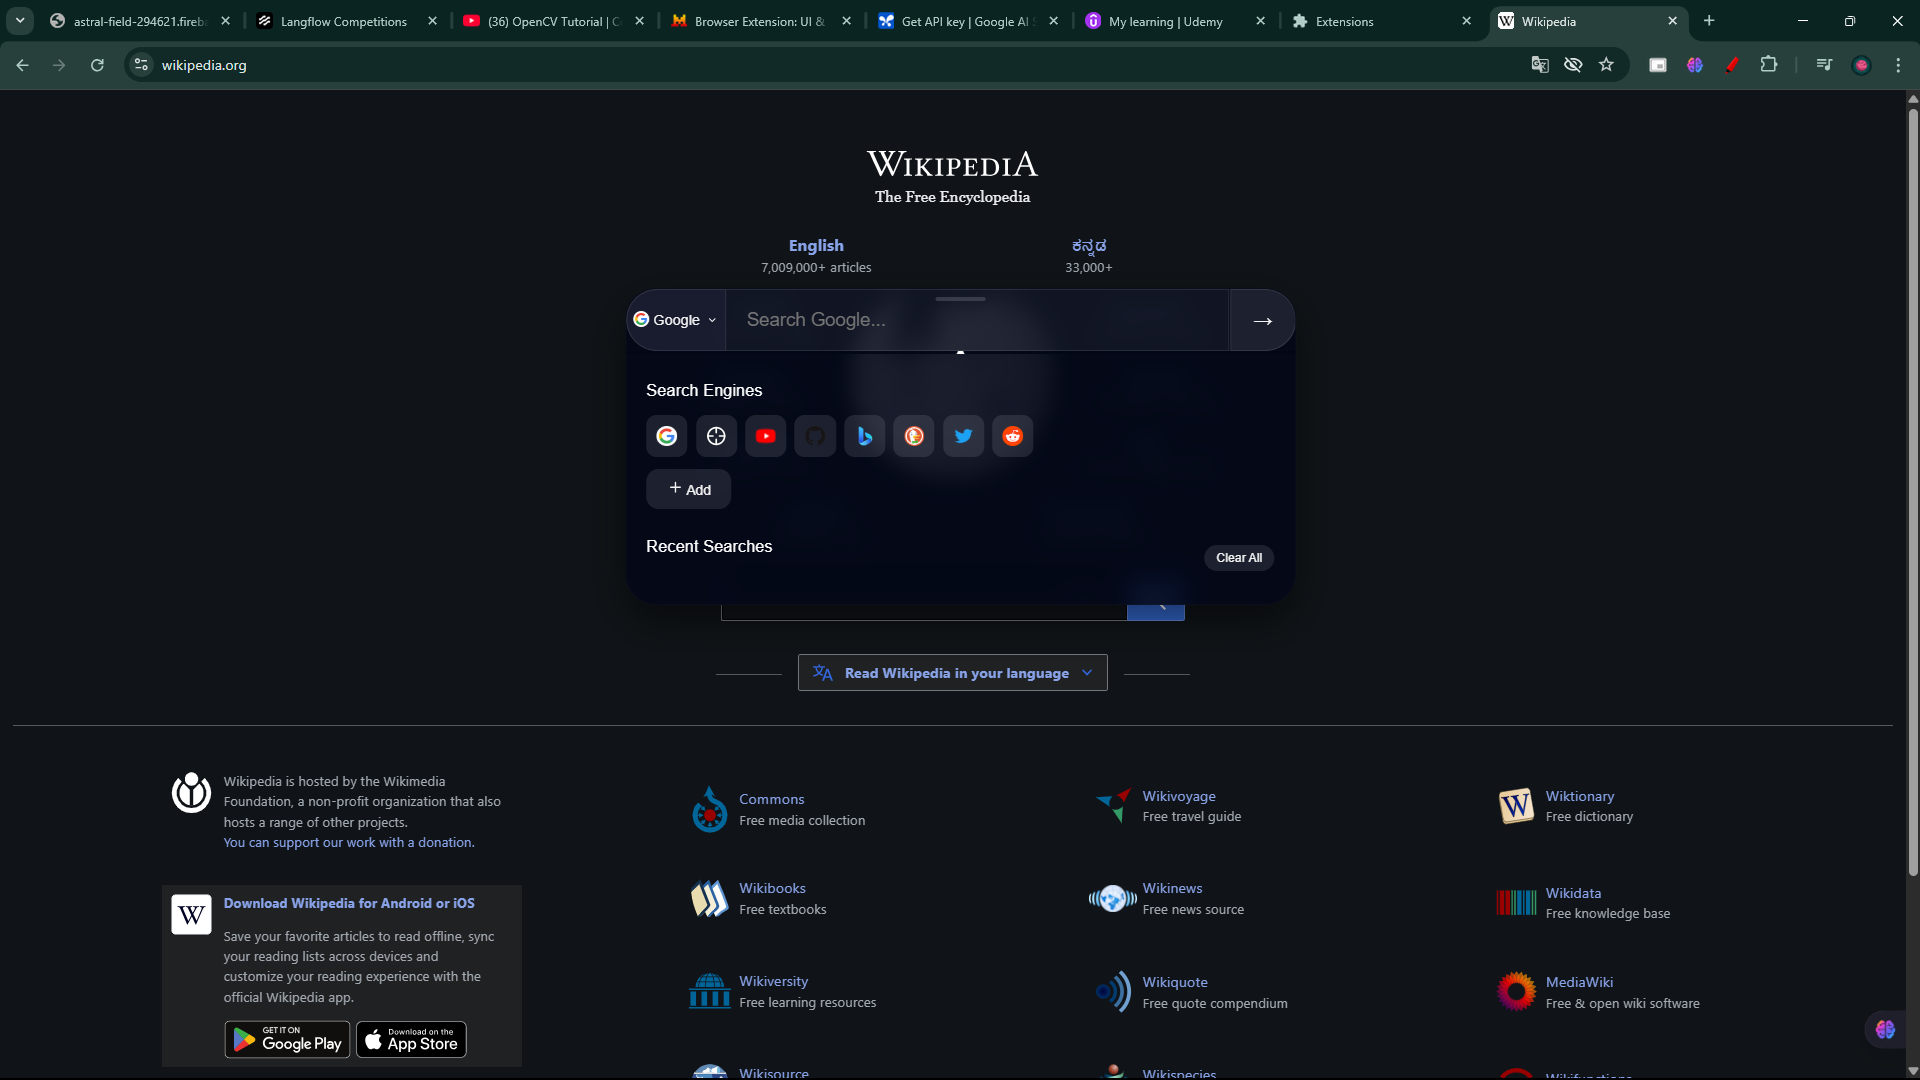 astral-field-294621.fireba
Langflow Competitions
(36) OpenCV Tutorial | C
Browser Extension: UI &
Get API key | Google AI S
My learning | Udemy
Extensions
Wikipedia
wikipedia.org
WIKIPEDIA
The Free Encyclopedia
English
7,009,000+ articles
ಕನ್ನಡ
33,000+
Google
Search Google...
→
Search Engines
+ Add
Recent Searches
Clear All
Read Wikipedia in your language
Wikipedia is hosted by the Wikimedia
Foundation, a non-profit organization that also
hosts a range of other projects.
You can support our work with a donation.
Download Wikipedia for Android or iOS
Save your favorite articles to read offline, sync
your reading lists across devices and
customize your reading experience with the
official Wikipedia app.
GET IT ON
Google Play
Download on the
App Store
Commons
Free media collection
Wikivoyage
Free travel guide
Wiktionary
Free dictionary
Wikibooks
Free textbooks
Wikinews
Free news source
Wikidata
Free knowledge base
Wikiversity
Free learning resources
Wikiquote
Free quote compendium
MediaWiki
Free & open wiki software
Wikisource
Wikispecies
Wikifunctions